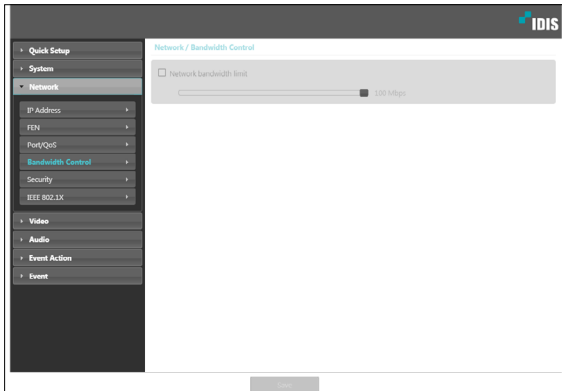 IDIS
Quick Setup
System
Network
IP Address
FEN
Port/QoS
Bandwidth Control
Security
IEEE 802.1X
Video
Audio
Event Action
Event
Network / Bandwidth Control
Network bandwidth limit
100 Mbps
Save